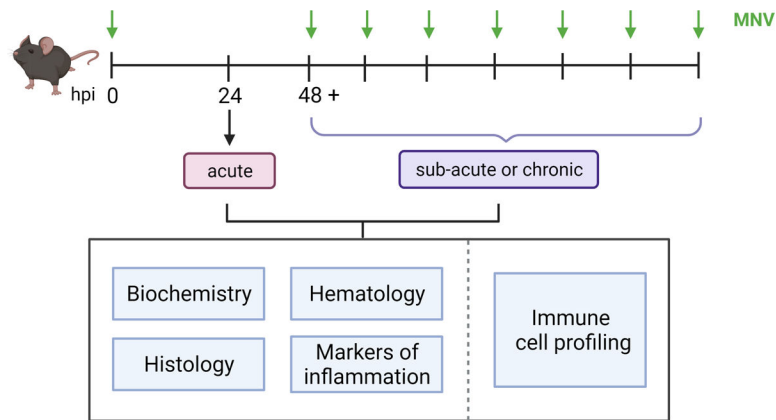 MNV
hpi 0 24 48 +
acute
sub-acute or chronic
Biochemistry
Hematology
Histology
Markers of
inflammation
Immune
cell profiling